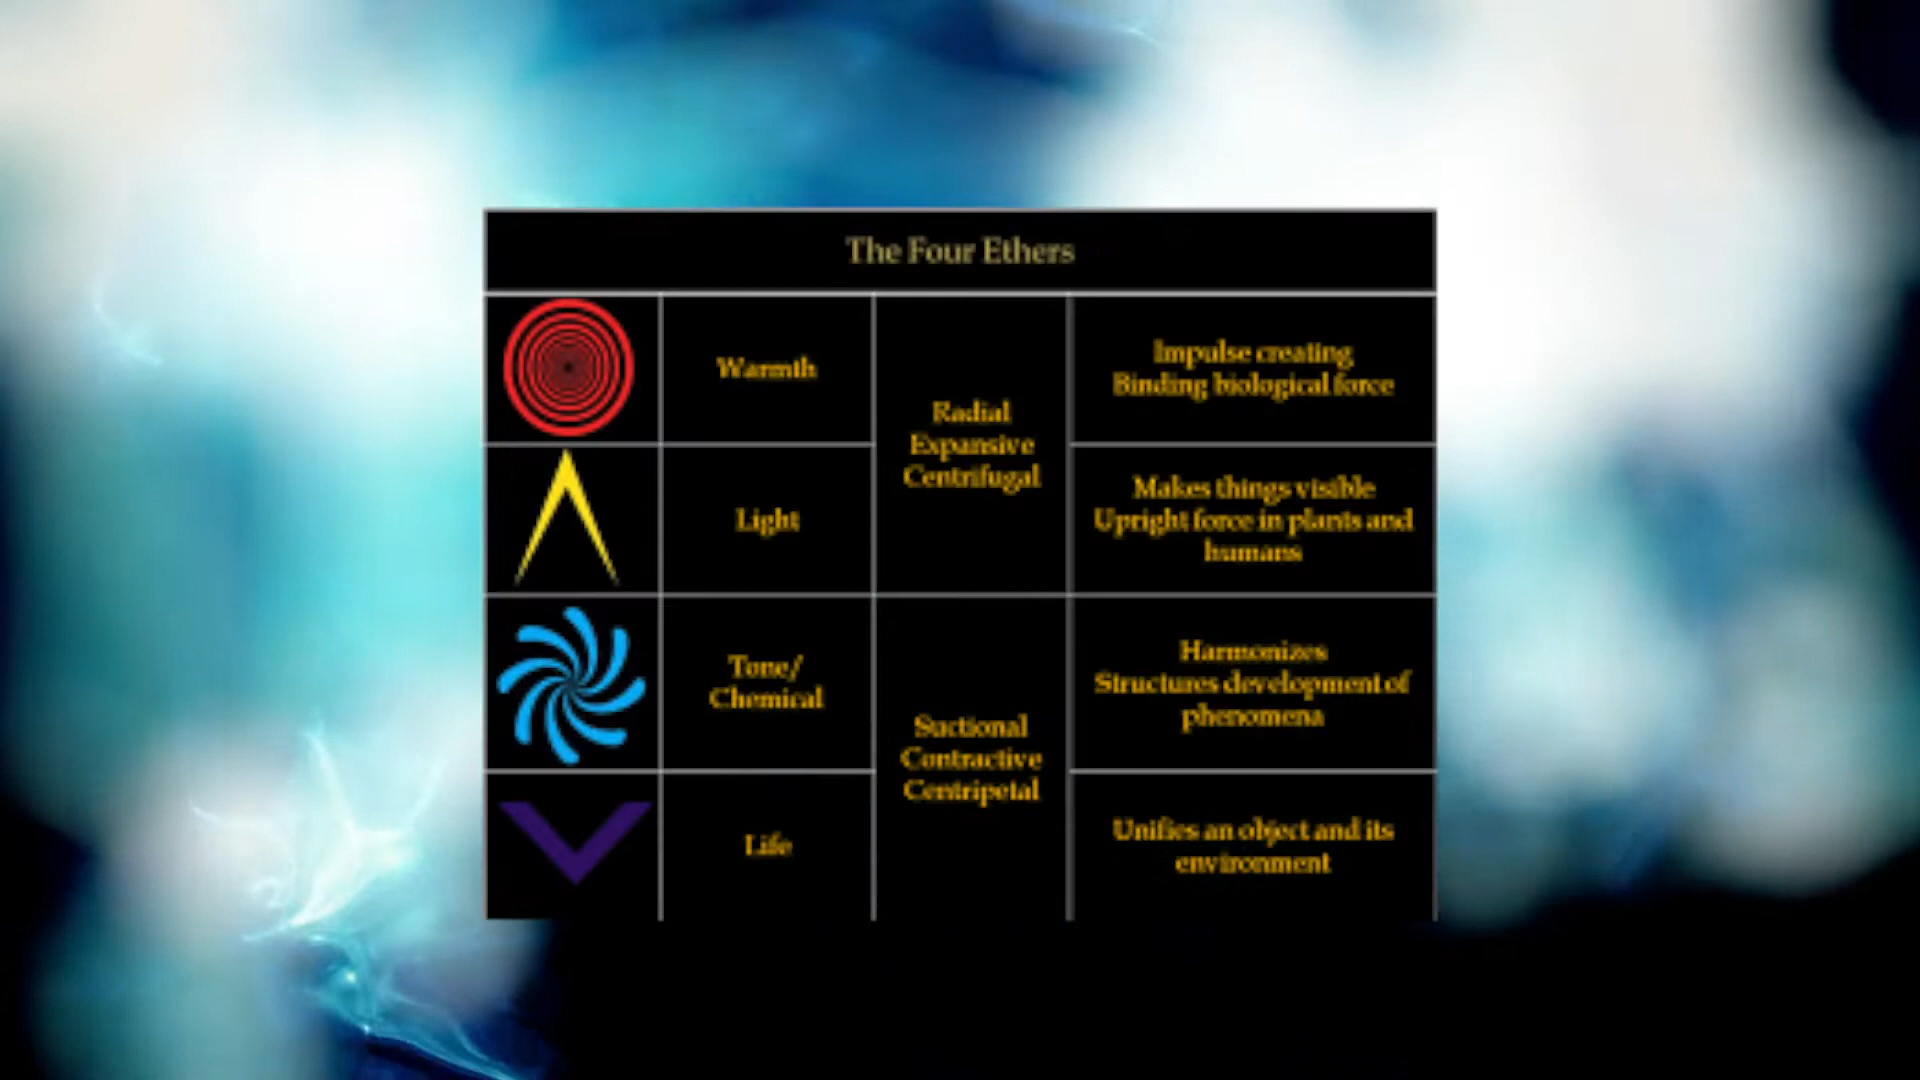 The Four Ethers
Warmth
Radial
Expansive
Centrifugal
Impulse creating
Binding biological force
Light
Makes things visible
Upright force in plants and
humans
Tone/
Chemical
Suctional
Contractive
Centripetal
Harmonizes
Structures development of
phenomena
Life
Unifies an object and its
environment